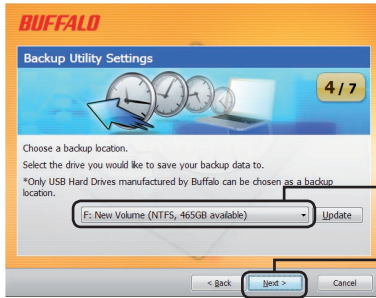 BUFFALO
Backup Utility Settings
4/7
Choose a backup location.
Select the drive you would like to save your backup data to.
*Only USB Hard Drives manufactured by Buffalo can be chosen as a backup
location.
F: New Volume (NTFS, 465GB available)
Update
< Back
Next >
Cancel